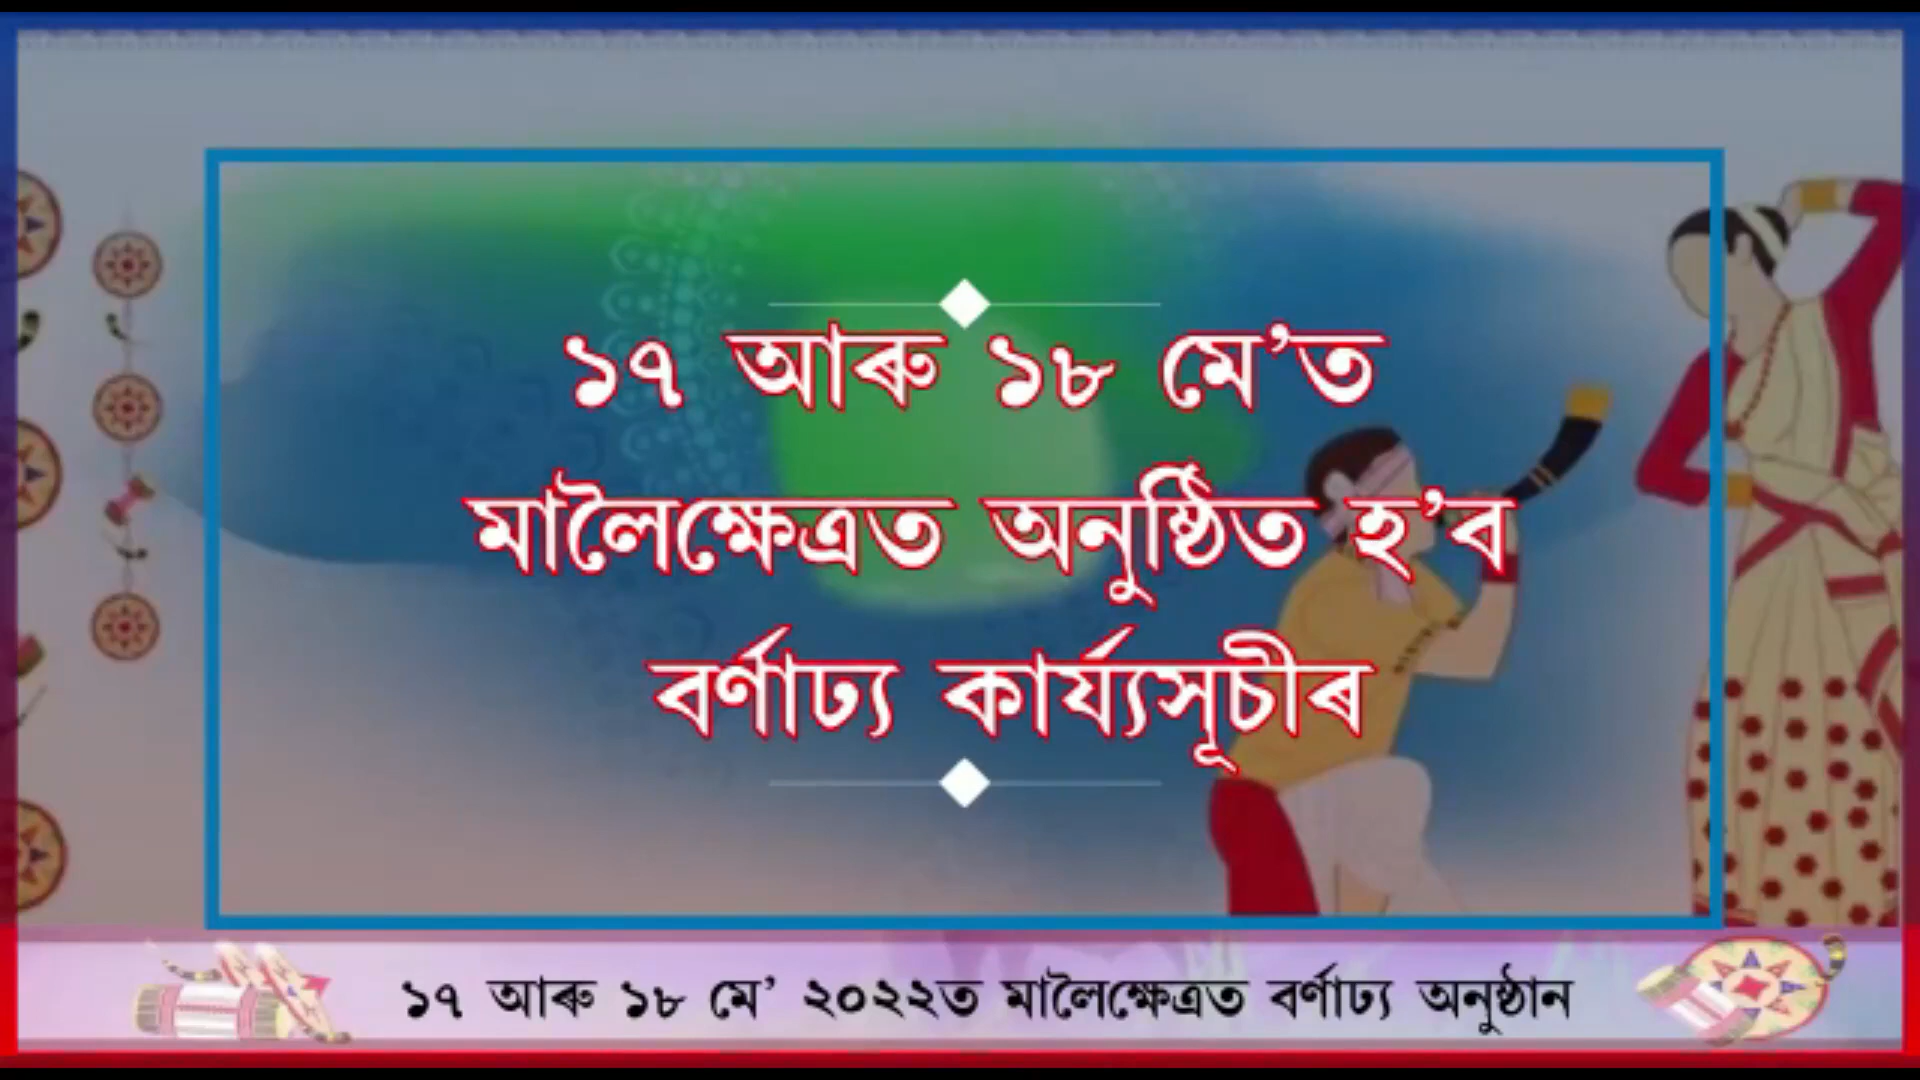 ১৭ আৰু ১৮ মে’ত
মালৈক্ষেত্ৰত অনুষ্ঠিত হ’ব
বৰ্ণাঢ্য কাৰ্য্যসূচীৰ
১৭ আৰু ১৮ মে’ ২০২২ত মালৈক্ষেত্ৰত বৰ্ণাঢ্য অনুষ্ঠান